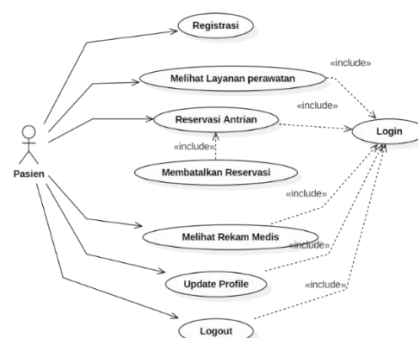 Registrasi
Melihat Layanan perawatan
«include»
Reservasi Antrian
«include»
Login
«include»
Pasien
Membatalkan Reservasi
«include»
Melihat Rekam Medis
«include»
Update Profile
«include»
Logout